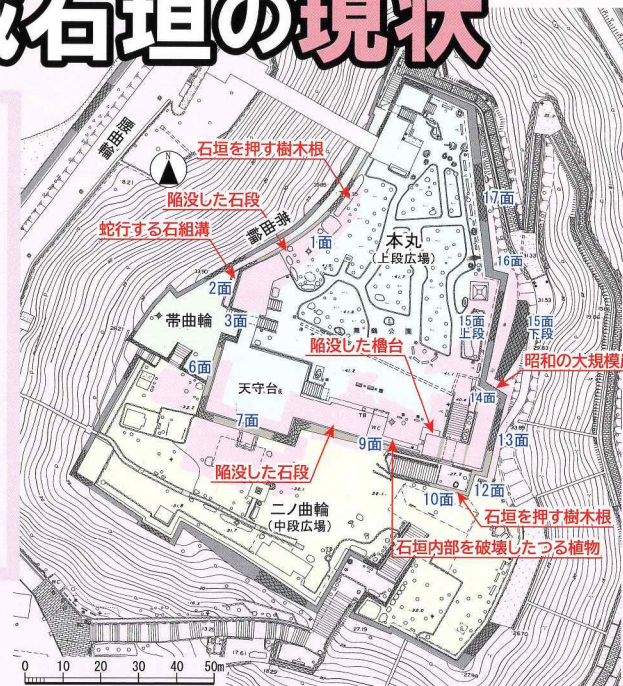 石垣の現状
腰曲輪
N
石垣を押す樹木根
陥没した石段
帯曲輪
蛇行する石組溝
1面
本丸
(上段広場)
17面
16面
2面
3面
帯曲輪
舞鶴公園
15面
上段
15面
下段
陥没した櫓台
昭和の大規模
6面
天守台
14面
7面
9面
13面
陥没した石段
10面
12面
二ノ曲輪
(中段広場)
石垣を押す樹木根
石垣内部を破壊したつる植物
0 10 20 30 40 50m